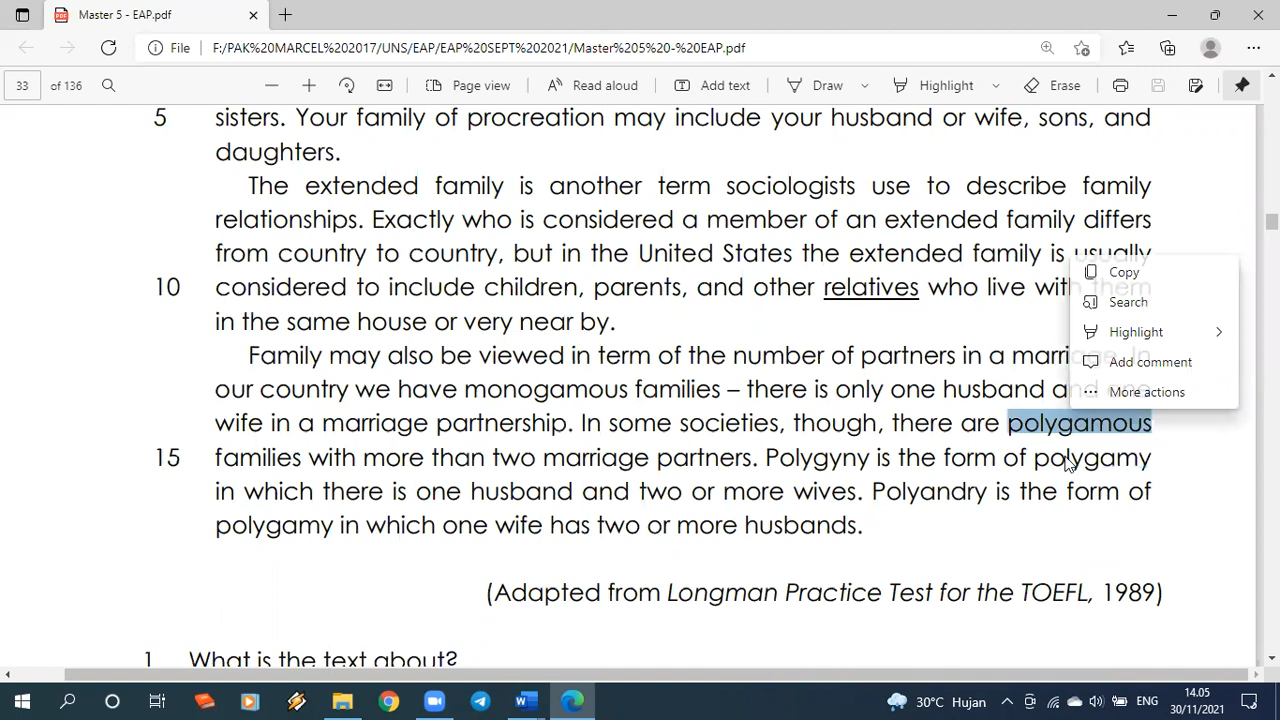 Master 5 - EAP.pdf
File F:/PAK%20MARCEL%202017/UNS/EAP/EAP%20SEPT%202021/Master%205%20-%20EAP.pdf
33 of 136 Page view Read aloud Add text Draw Highlight Erase
5 sisters. Your family of procreation may include your husband or wife, sons, and
daughters.
The extended family is another term sociologists use to describe family
relationships. Exactly who is considered a member of an extended family differs
from country to country, but in the United States the extended family is usually
10 considered to include children, parents, and other relatives who live with them
in the same house or very near by.
Family may also be viewed in term of the number of partners in a marriage. In
our country we have monogamous families – there is only one husband and one
wife in a marriage partnership. In some societies, though, there are polygamous
15 families with more than two marriage partners. Polygyny is the form of polygamy
in which there is one husband and two or more wives. Polyandry is the form of
polygamy in which one wife has two or more husbands.
(Adapted from Longman Practice Test for the TOEFL, 1989)
1 What is the text about?
Copy
Search
Highlight
Add comment
More actions
30°C Hujan ENG 14.05
30/11/2021